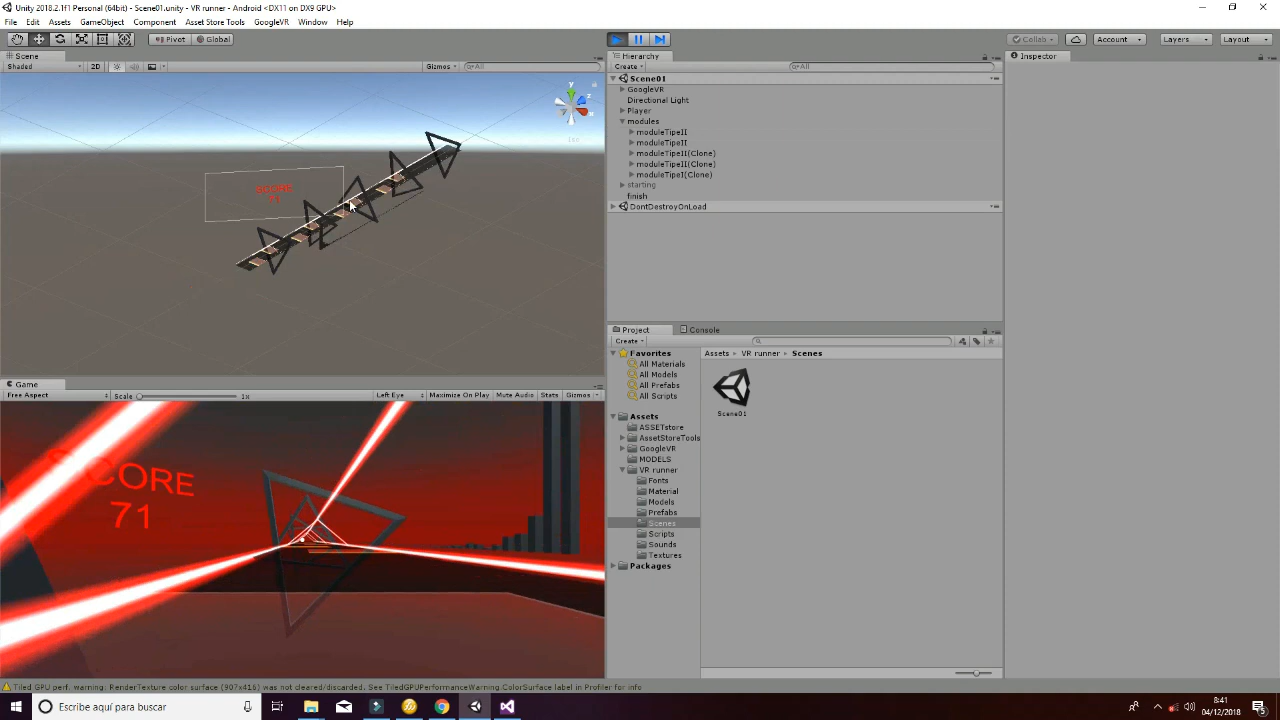 Unity 2018.2.1f1 Personal (64bit) - Scene01.unity - VR runner - Android <DX11 on DX9 GPU>
File Edit Assets GameObject Component Asset Store Tools GoogleVR Window Help
Pivot Global Collab Account Layers Layout
Scene
Shaded 2D Gizmos All
y
z
x
SCORE
71
Game
Free Aspect Scale 1x Left Eye Maximize On Play Mute Audio Stats Gizmos
SCORE
71
Hierarchy
Create All
Scene01
GoogleVR
Directional Light
Player
modules
moduleTipeII
moduleTipeII
moduleTipeII(Clone)
moduleTipeII(Clone)
moduleTipeI(Clone)
starting
finish
DontDestroyOnLoad
Project Console
Create
Favorites
All Materials
All Models
All Prefabs
All Scripts
Assets
ASSETstore
AssetStoreTools
GoogleVR
MODELS
VR runner
Fonts
Material
Models
Prefabs
Scenes
Scripts
Sounds
Textures
Packages
Assets VR runner Scenes
Scene01
Inspector
Tiled GPU perf. warning: RenderTexture color surface (907x416) was not cleared/discarded. See TiledGPUPerformanceWarning.ColorSurface label in Profiler for info
Escribe aquí para buscar
8:41
04/12/2018